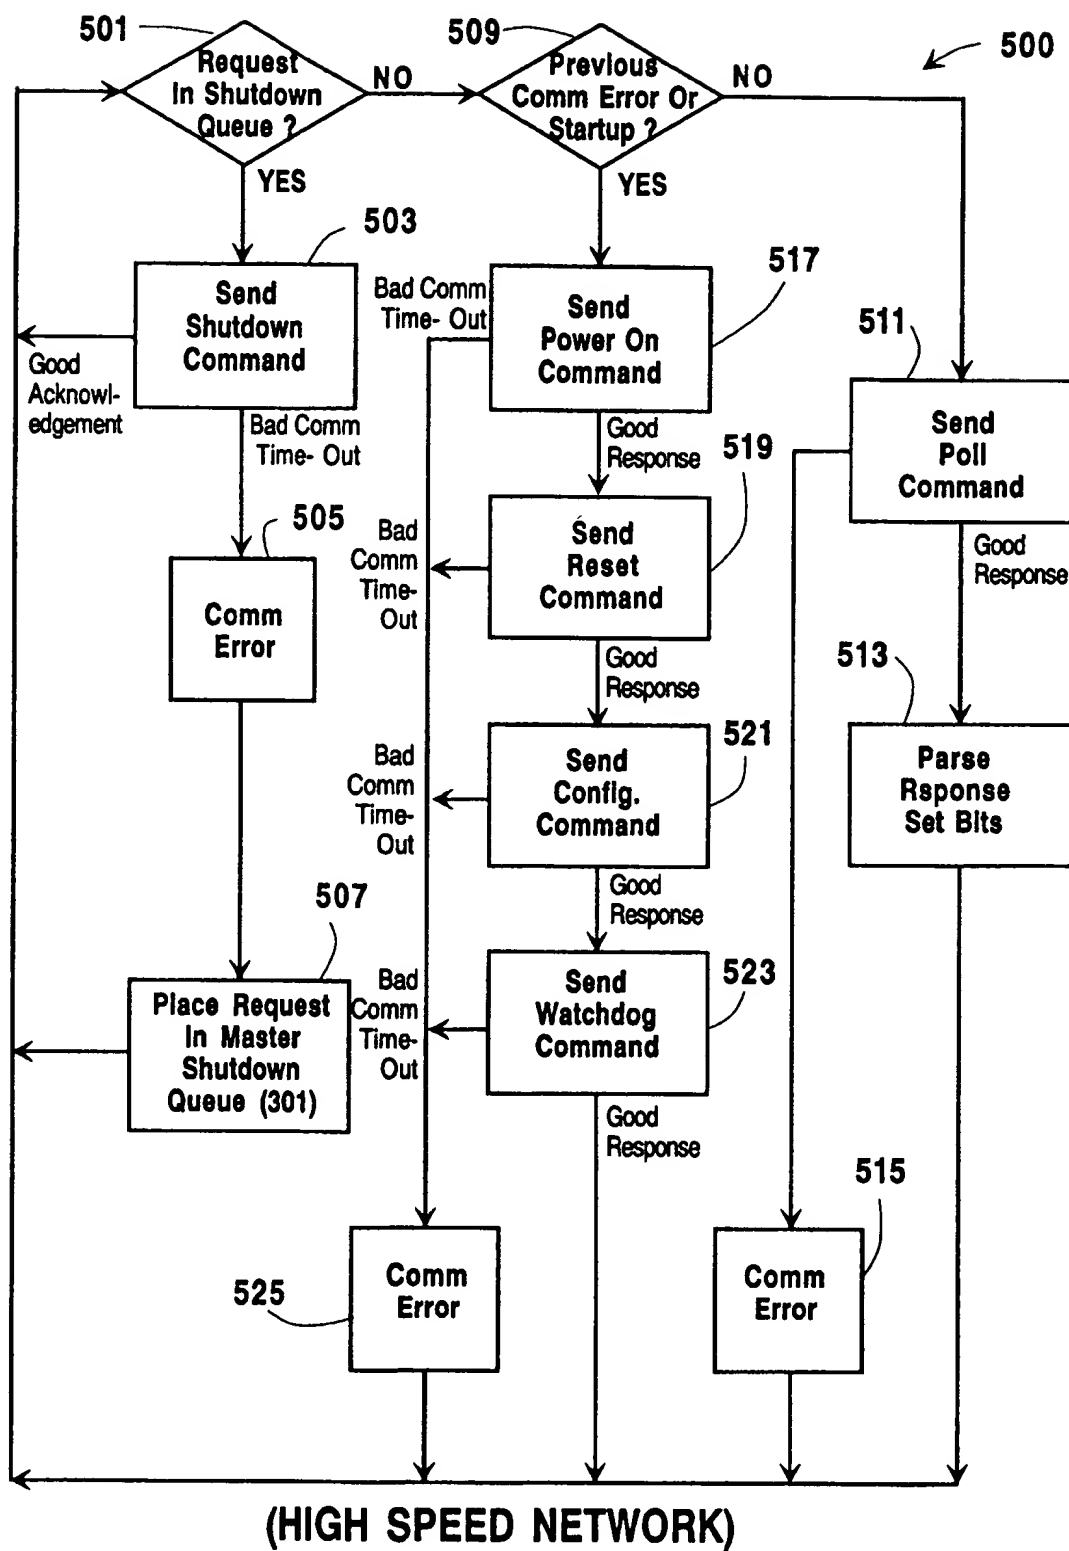 501
Request
In Shutdown
Queue ?
NO
YES
509
Previous
Comm Error Or
Startup ?
NO
YES
500
503
Send
Shutdown
Command
Good
Acknowl-
edgement
Bad Comm
Time- Out
505
Comm
Error
507
Place Request
In Master
Shutdown
Queue (301)
517
Bad Comm
Time- Out
Send
Power On
Command
Good
Response
519
Send
Reset
Command
Bad
Comm
Time-
Out
Good
Response
521
Send
Config.
Command
Bad
Comm
Time-
Out
Good
Response
523
Send
Watchdog
Command
Bad
Comm
Time-
Out
Good
Response
525
Comm
Error
511
Send
Poll
Command
Good
Response
513
Parse
Rsponse
Set Bits
515
Comm
Error
(HIGH SPEED NETWORK)